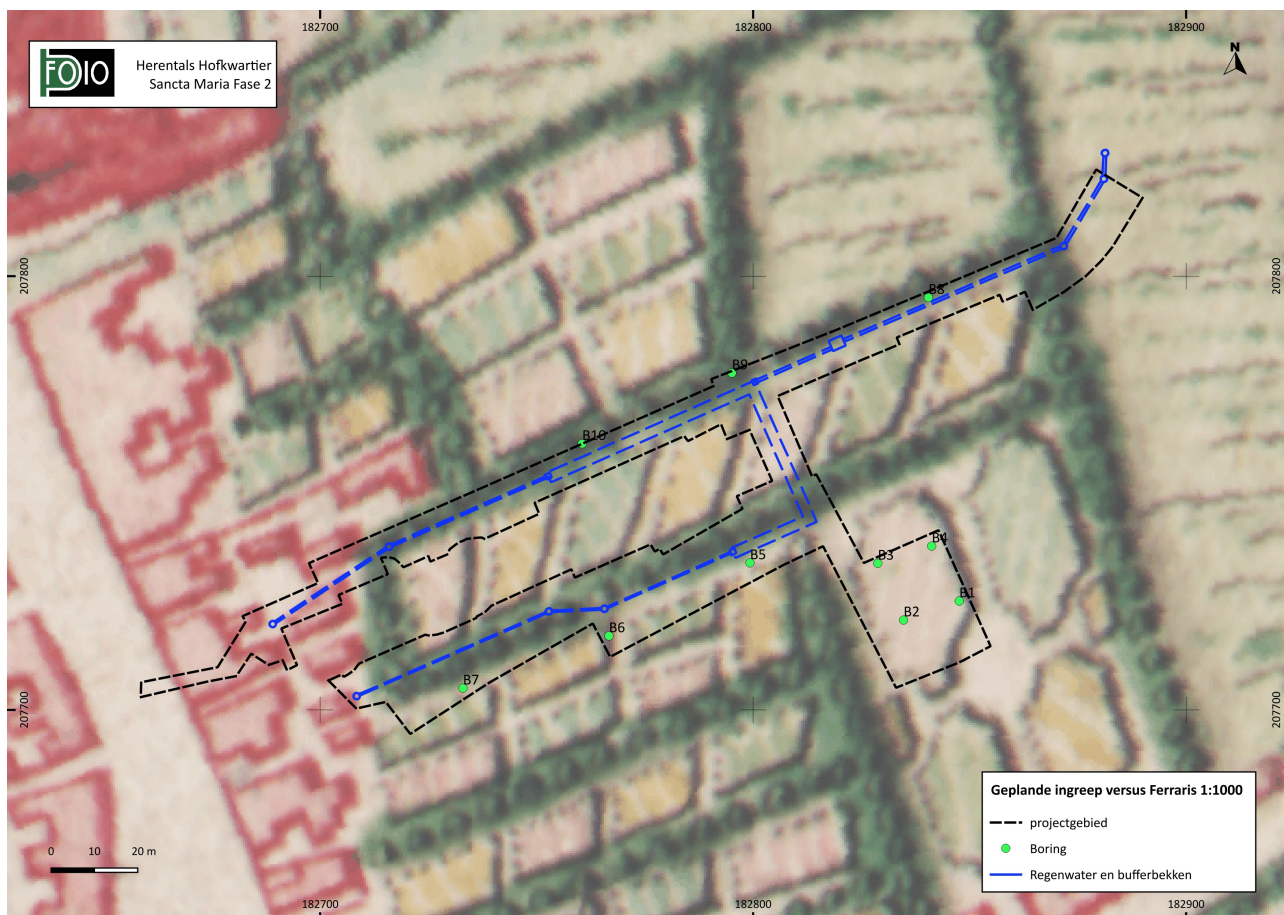 182700
182800
182900
FODIO
Herentals Hofkwartier
Sancta Maria Fase 2
N
207800
207800
B8
B9
B10
B4
B3
B5
B1
B2
B6
B7
207700
207700
Geplande ingreep versus Ferraris 1:1000
projectgebied
Boring
Regenwater en bufferbekken
0 10 20 m
182700
182800
182900